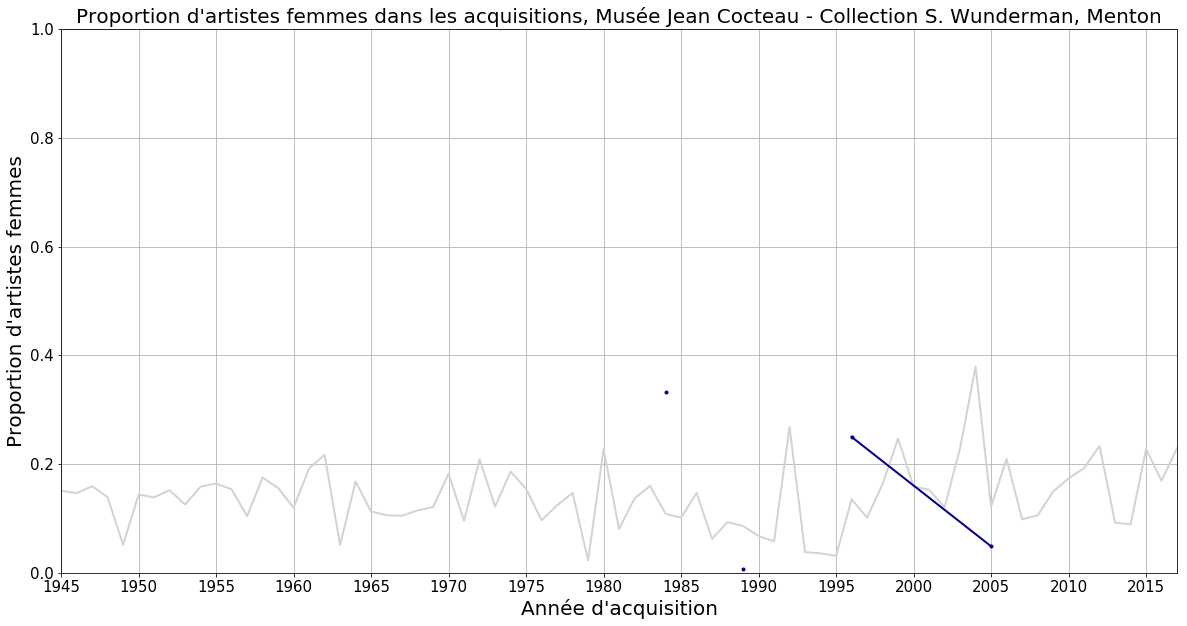 Proportion d'artistes femmes dans les acquisitions, Musée Jean Cocteau - Collection S. Wunderman, Menton
Proportion d'artistes femmes
1.0
0.8
0.6
0.4
0.2
0.0
1945 1950 1955 1960 1965 1970 1975 1980 1985 1990 1995 2000 2005 2010 2015
Année d'acquisition